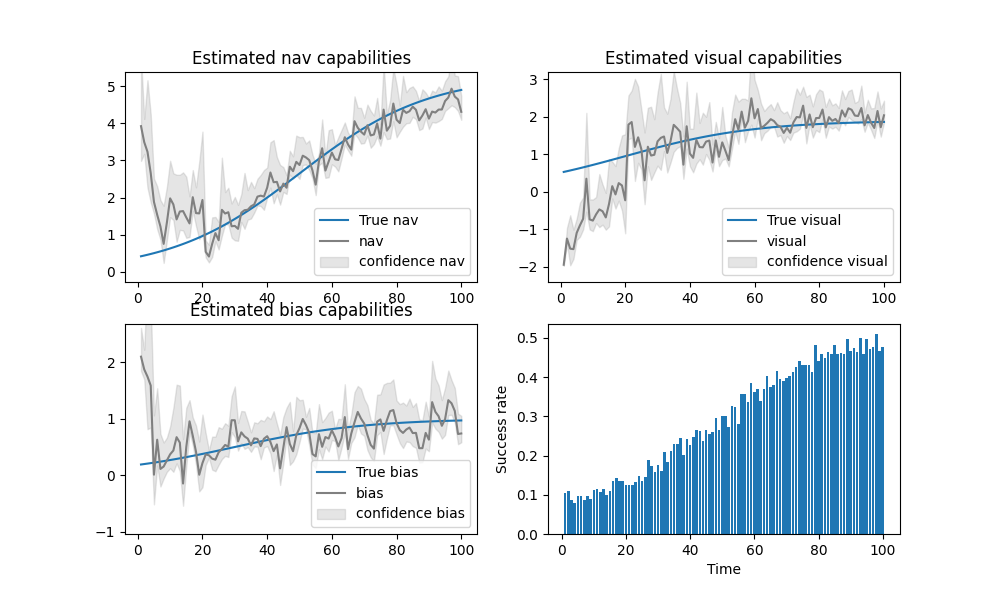 Estimated nav capabilities
5
4
3
2
1
0
0 20 40 60 80 100
True nav
nav
confidence nav
Estimated visual capabilities
3
2
1
0
−1
−2
0 20 40 60 80 100
True visual
visual
confidence visual
Estimated bias capabilities
2
1
0
−1
0 20 40 60 80 100
True bias
bias
confidence bias
Success rate
0.5
0.4
0.3
0.2
0.1
0.0
0 20 40 60 80 100
Time